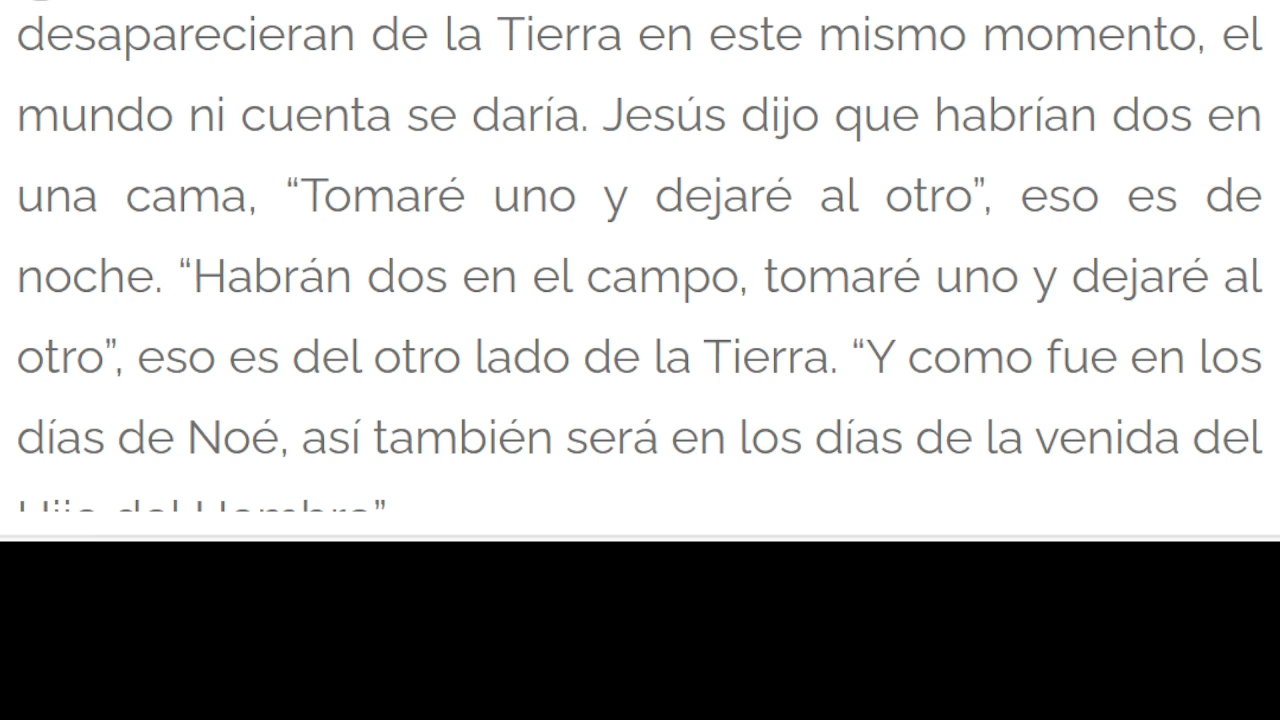 desaparecieran de la Tierra en este mismo momento, el
mundo ni cuenta se daría. Jesús dijo que habrían dos en
una cama, “Tomaré uno y dejaré al otro”, eso es de
noche. “Habrán dos en el campo, tomaré uno y dejaré al
otro”, eso es del otro lado de la Tierra. “Y como fue en los
días de Noé, así también será en los días de la venida del
Hijo del Hombre”